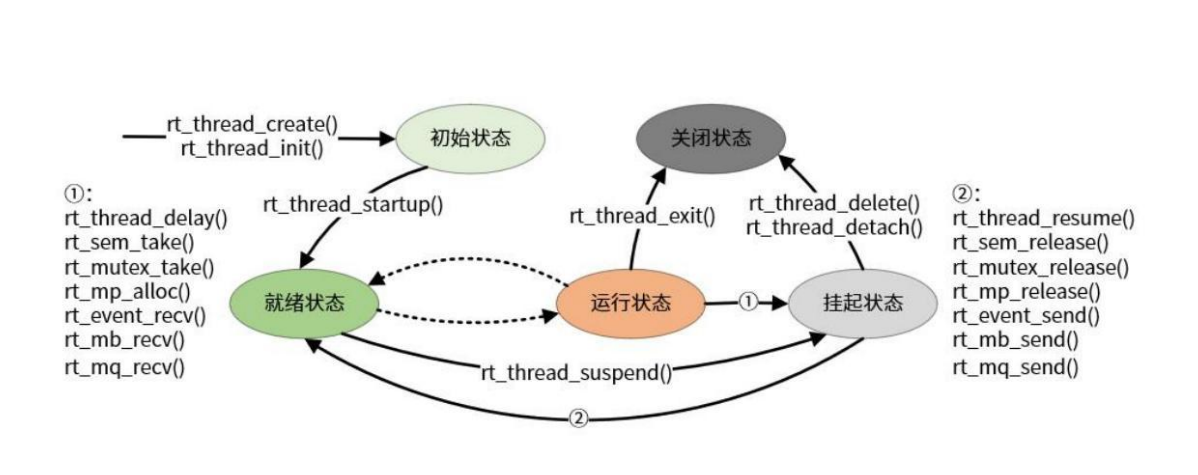 rt_thread_create()
rt_thread_init()
初始状态
关闭状态
①:
rt_thread_delay()
rt_sem_take()
rt_mutex_take()
rt_mp_alloc()
rt_event_recv()
rt_mb_recv()
rt_mq_recv()
rt_thread_startup()
rt_thread_exit()
rt_thread_delete()
rt_thread_detach()
②:
rt_thread_resume()
rt_sem_release()
rt_mutex_release()
rt_mp_release()
rt_event_send()
rt_mb_send()
rt_mq_send()
就绪状态
运行状态
①
挂起状态
rt_thread_suspend()
②